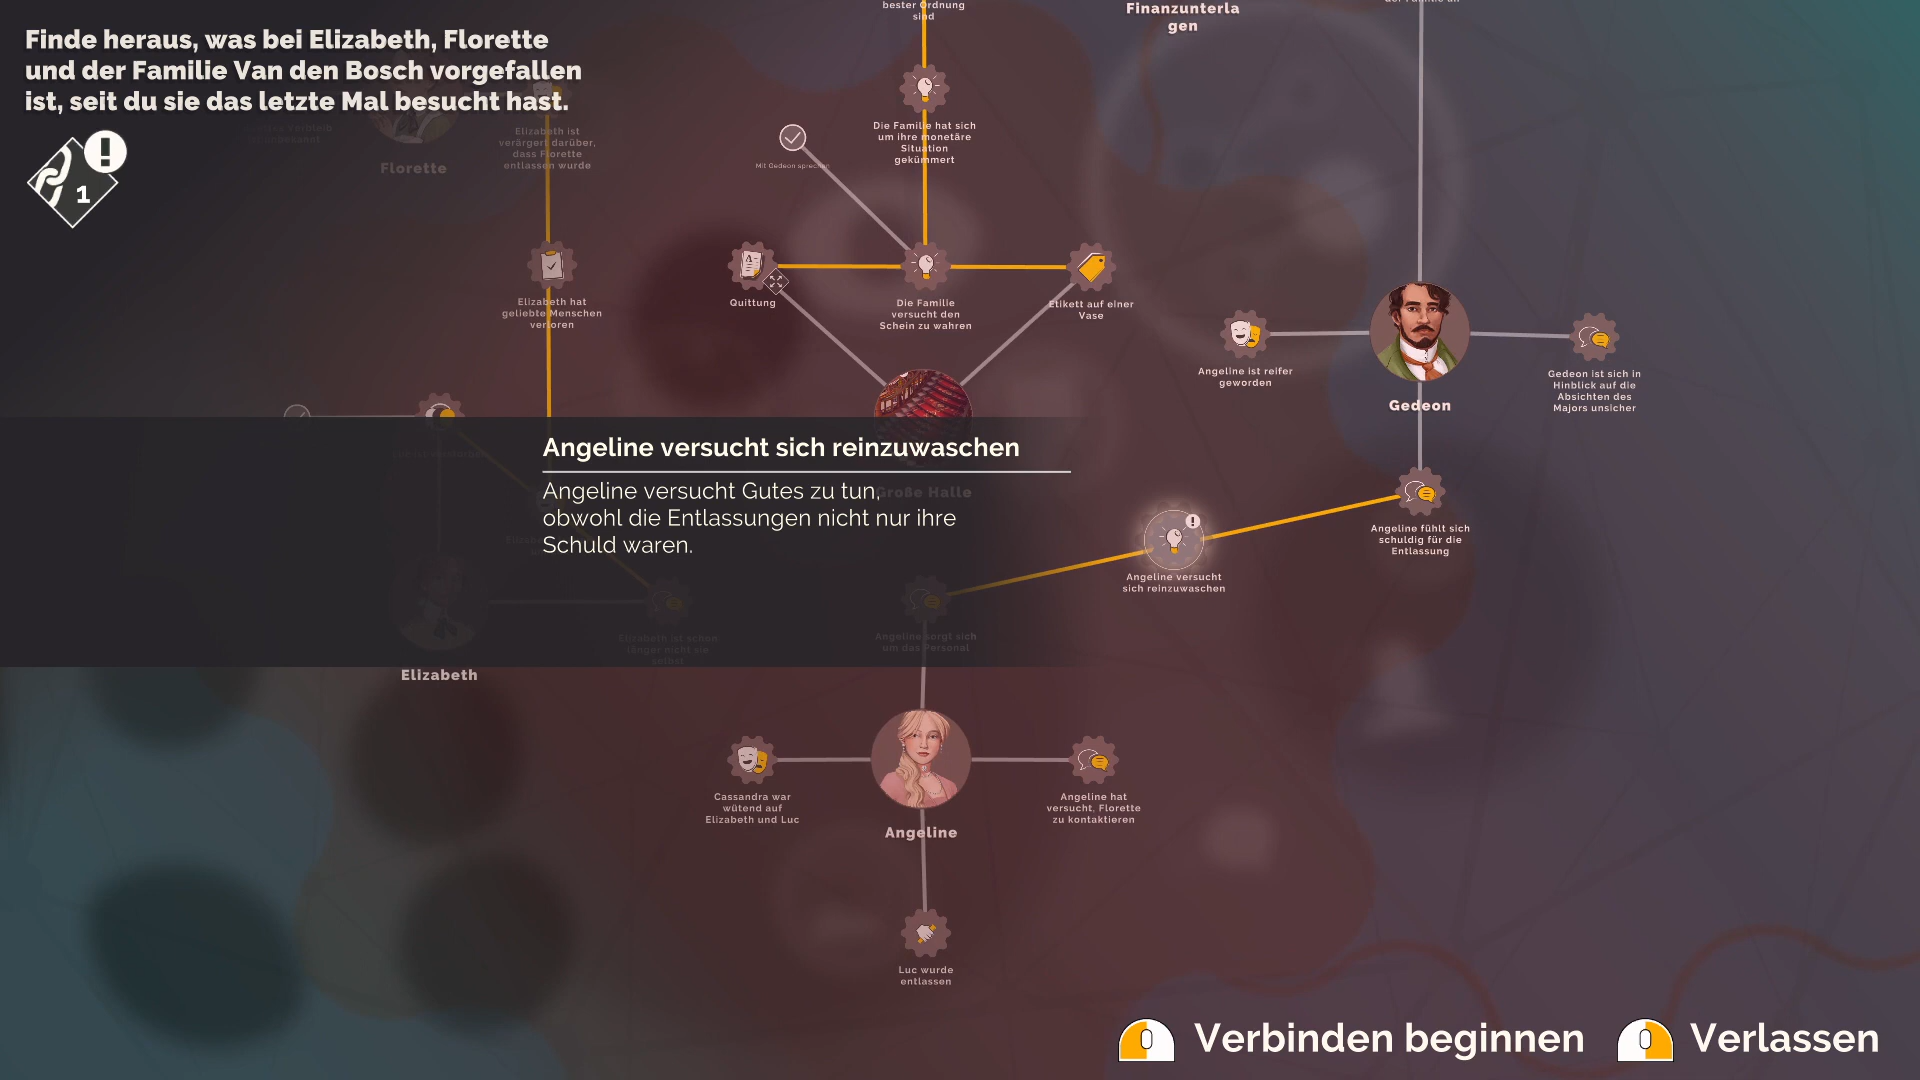 bester Ordnung
sind
Finanzunterla
gen
Finde heraus, was bei Elizabeth, Florette
und der Familie Van den Bosch vorgefallen
ist, seit du sie das letzte Mal besucht hast.
1
Florette
Elizabeth ist
verärgert darüber,
dass Florette
entlassen wurde
Die Familie hat sich
um ihre monetäre
Situation
gekümmert
Mit Gedeon sprechen
Elizabeth hat
geliebte Menschen
verloren
Quittung
Die Familie
versucht den
Schein zu wahren
Etikett auf einer
Vase
Angeline ist reifer
geworden
Gedeon
Gedeon ist sich in
Hinblick auf die
Absichten des
Majors unsicher
Angeline versucht sich reinzuwaschen
Angeline versucht Gutes zu tun,
obwohl die Entlassungen nicht nur ihre
Schuld waren.
Große Halle
Angeline fühlt sich
schuldig für die
Entlassung
Angeline versucht
sich reinzuwaschen
Elizabeth ist schon
länger nicht sie
selbst
Angeline sorgt sich
um das Personal
Elizabeth
Cassandra war
wütend auf
Elizabeth und Luc
Angeline
Angeline hat
versucht, Florette
zu kontaktieren
Luc wurde
entlassen
Verbinden beginnen
Verlassen